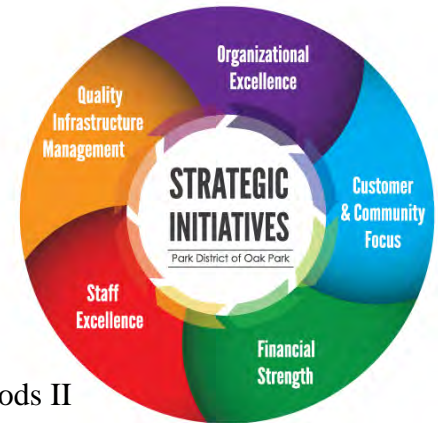 Organizational
Excellence
Quality
Infrastructure
Management
STRATEGIC
INITIATIVES
Park District of Oak Park
Customer
& Community
Focus
Staff
Excellence
Financial
Strength
II